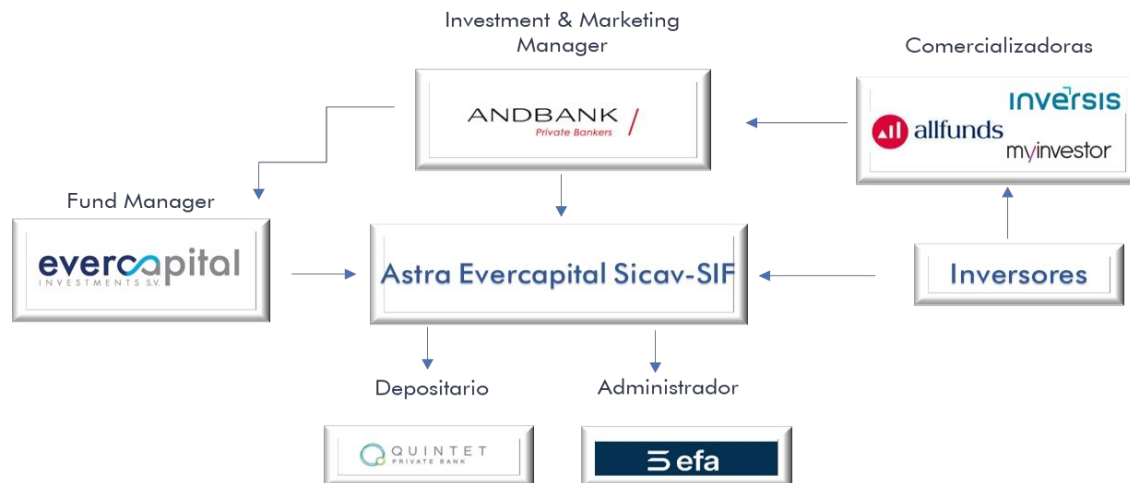 Investment & Marketing
Manager
Comercializadoras
ANDBANK
Private Bankers
inversis
allfunds
myinvestor
Fund Manager
evercapital
INVESTMENTS S.V.
Astra Evercapital Sicav-SIF
Inversores
Depositario
Administrador
QUINTET
PRIVATE BANK
efa